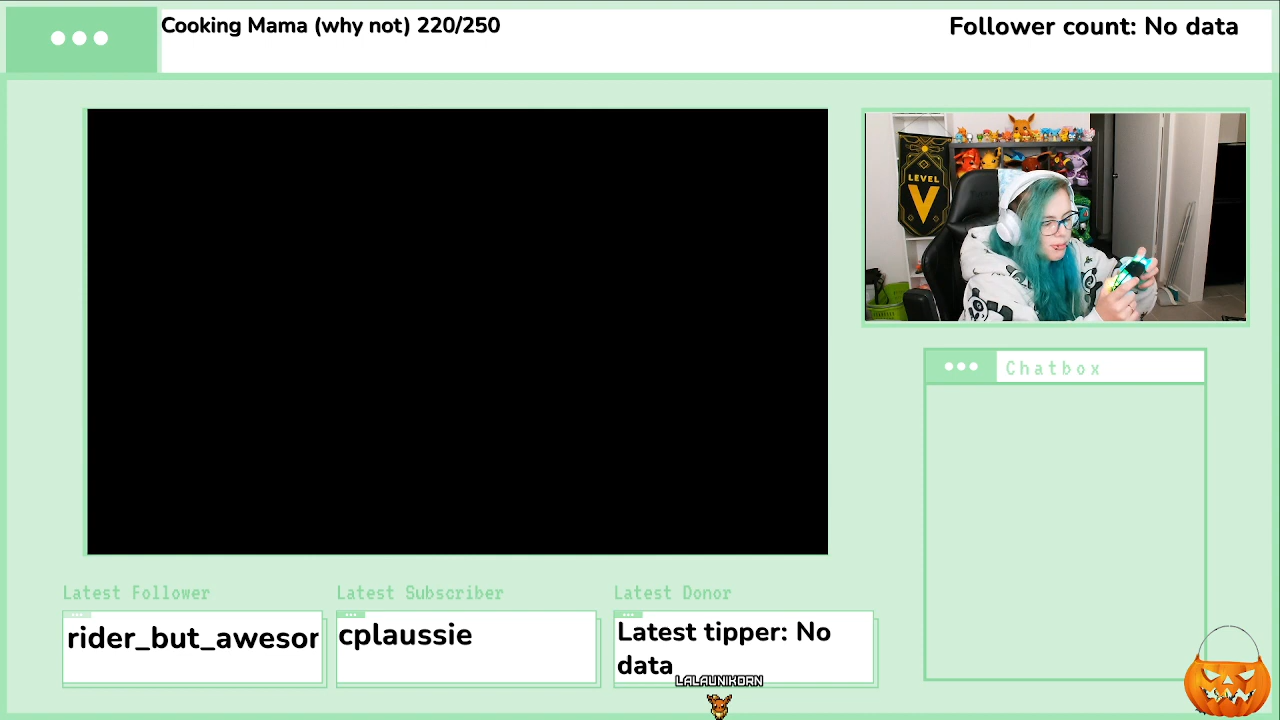 Cooking Mama (why not) 220/250
Follower count: No data
LEVEL
V
Chatbox
Latest Follower
rider_but_awesor
Latest Subscriber
cplaussie
Latest Donor
Latest tipper: No
data
LALAUNIKORN